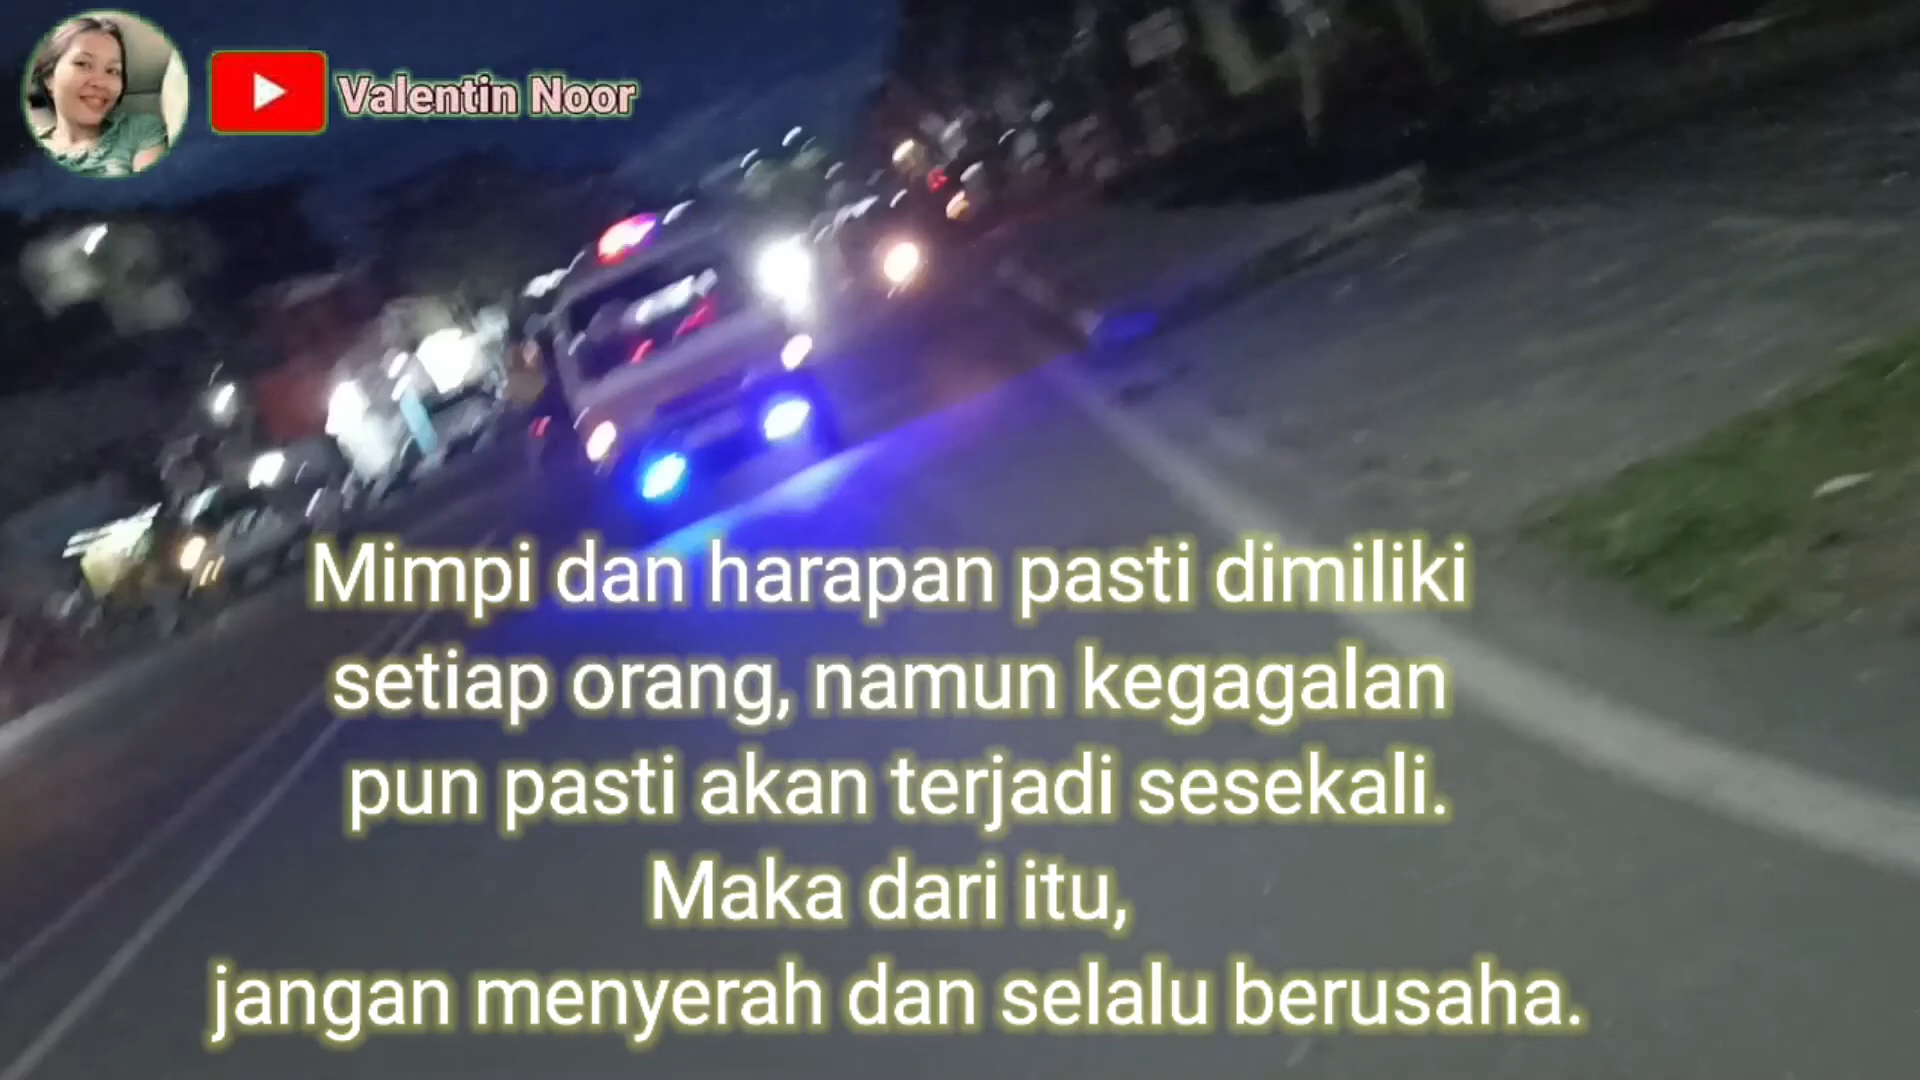 Valentin Noor
Mimpi dan harapan pasti dimiliki
setiap orang, namun kegagalan
pun pasti akan terjadi sesekali.
Maka dari itu,
jangan menyerah dan selalu berusaha.